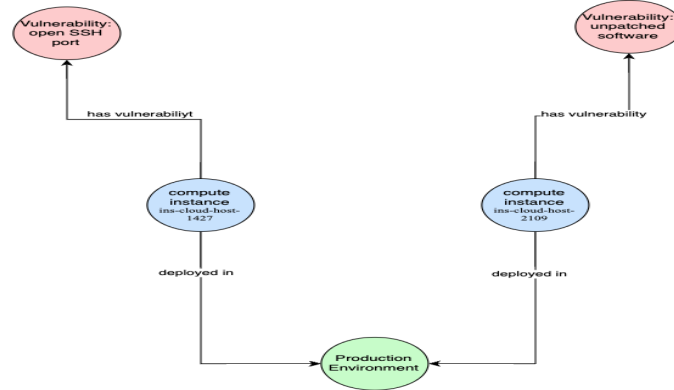 Vulnerability:
open SSH
port
Vulnerability:
unpatched
software
has vulnerabiliyt
has vulnerability
compute
instance
ins-cloud-host-
1427
compute
instance
ins-cloud-host-
2109
deployed in
deployed in
Production
Environment